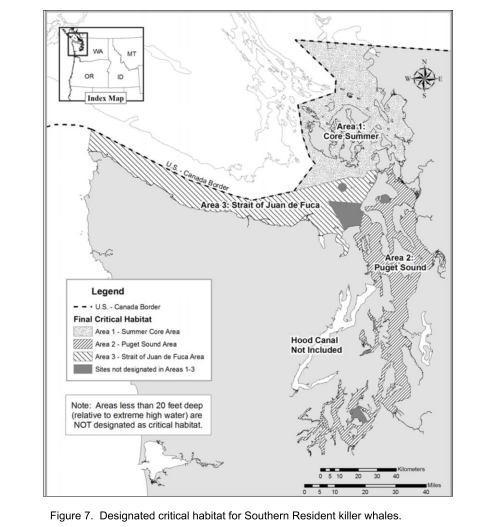 WA
MT
OR
ID
Index Map
N
W
E
S
Area 1:
Core Summer
U.S. - Canada Border
Area 3: Strait of Juan de Fuca
Area 2:
Puget Sound
Hood Canal
Not Included
Legend
U.S. - Canada Border
Final Critical Habitat
Area 1 - Summer Core Area
Area 2 - Puget Sound Area
Area 3 - Strait of Juan de Fuca Area
Sites not designated in Areas 1-3
Note: Areas less than 20 feet deep
(relative to extreme high water) are
NOT designated as critical habitat.
Kilometers
0 5 10 20 30 40
Miles
0 5 10 20 30 40
Figure 7. Designated critical habitat for Southern Resident killer whales.